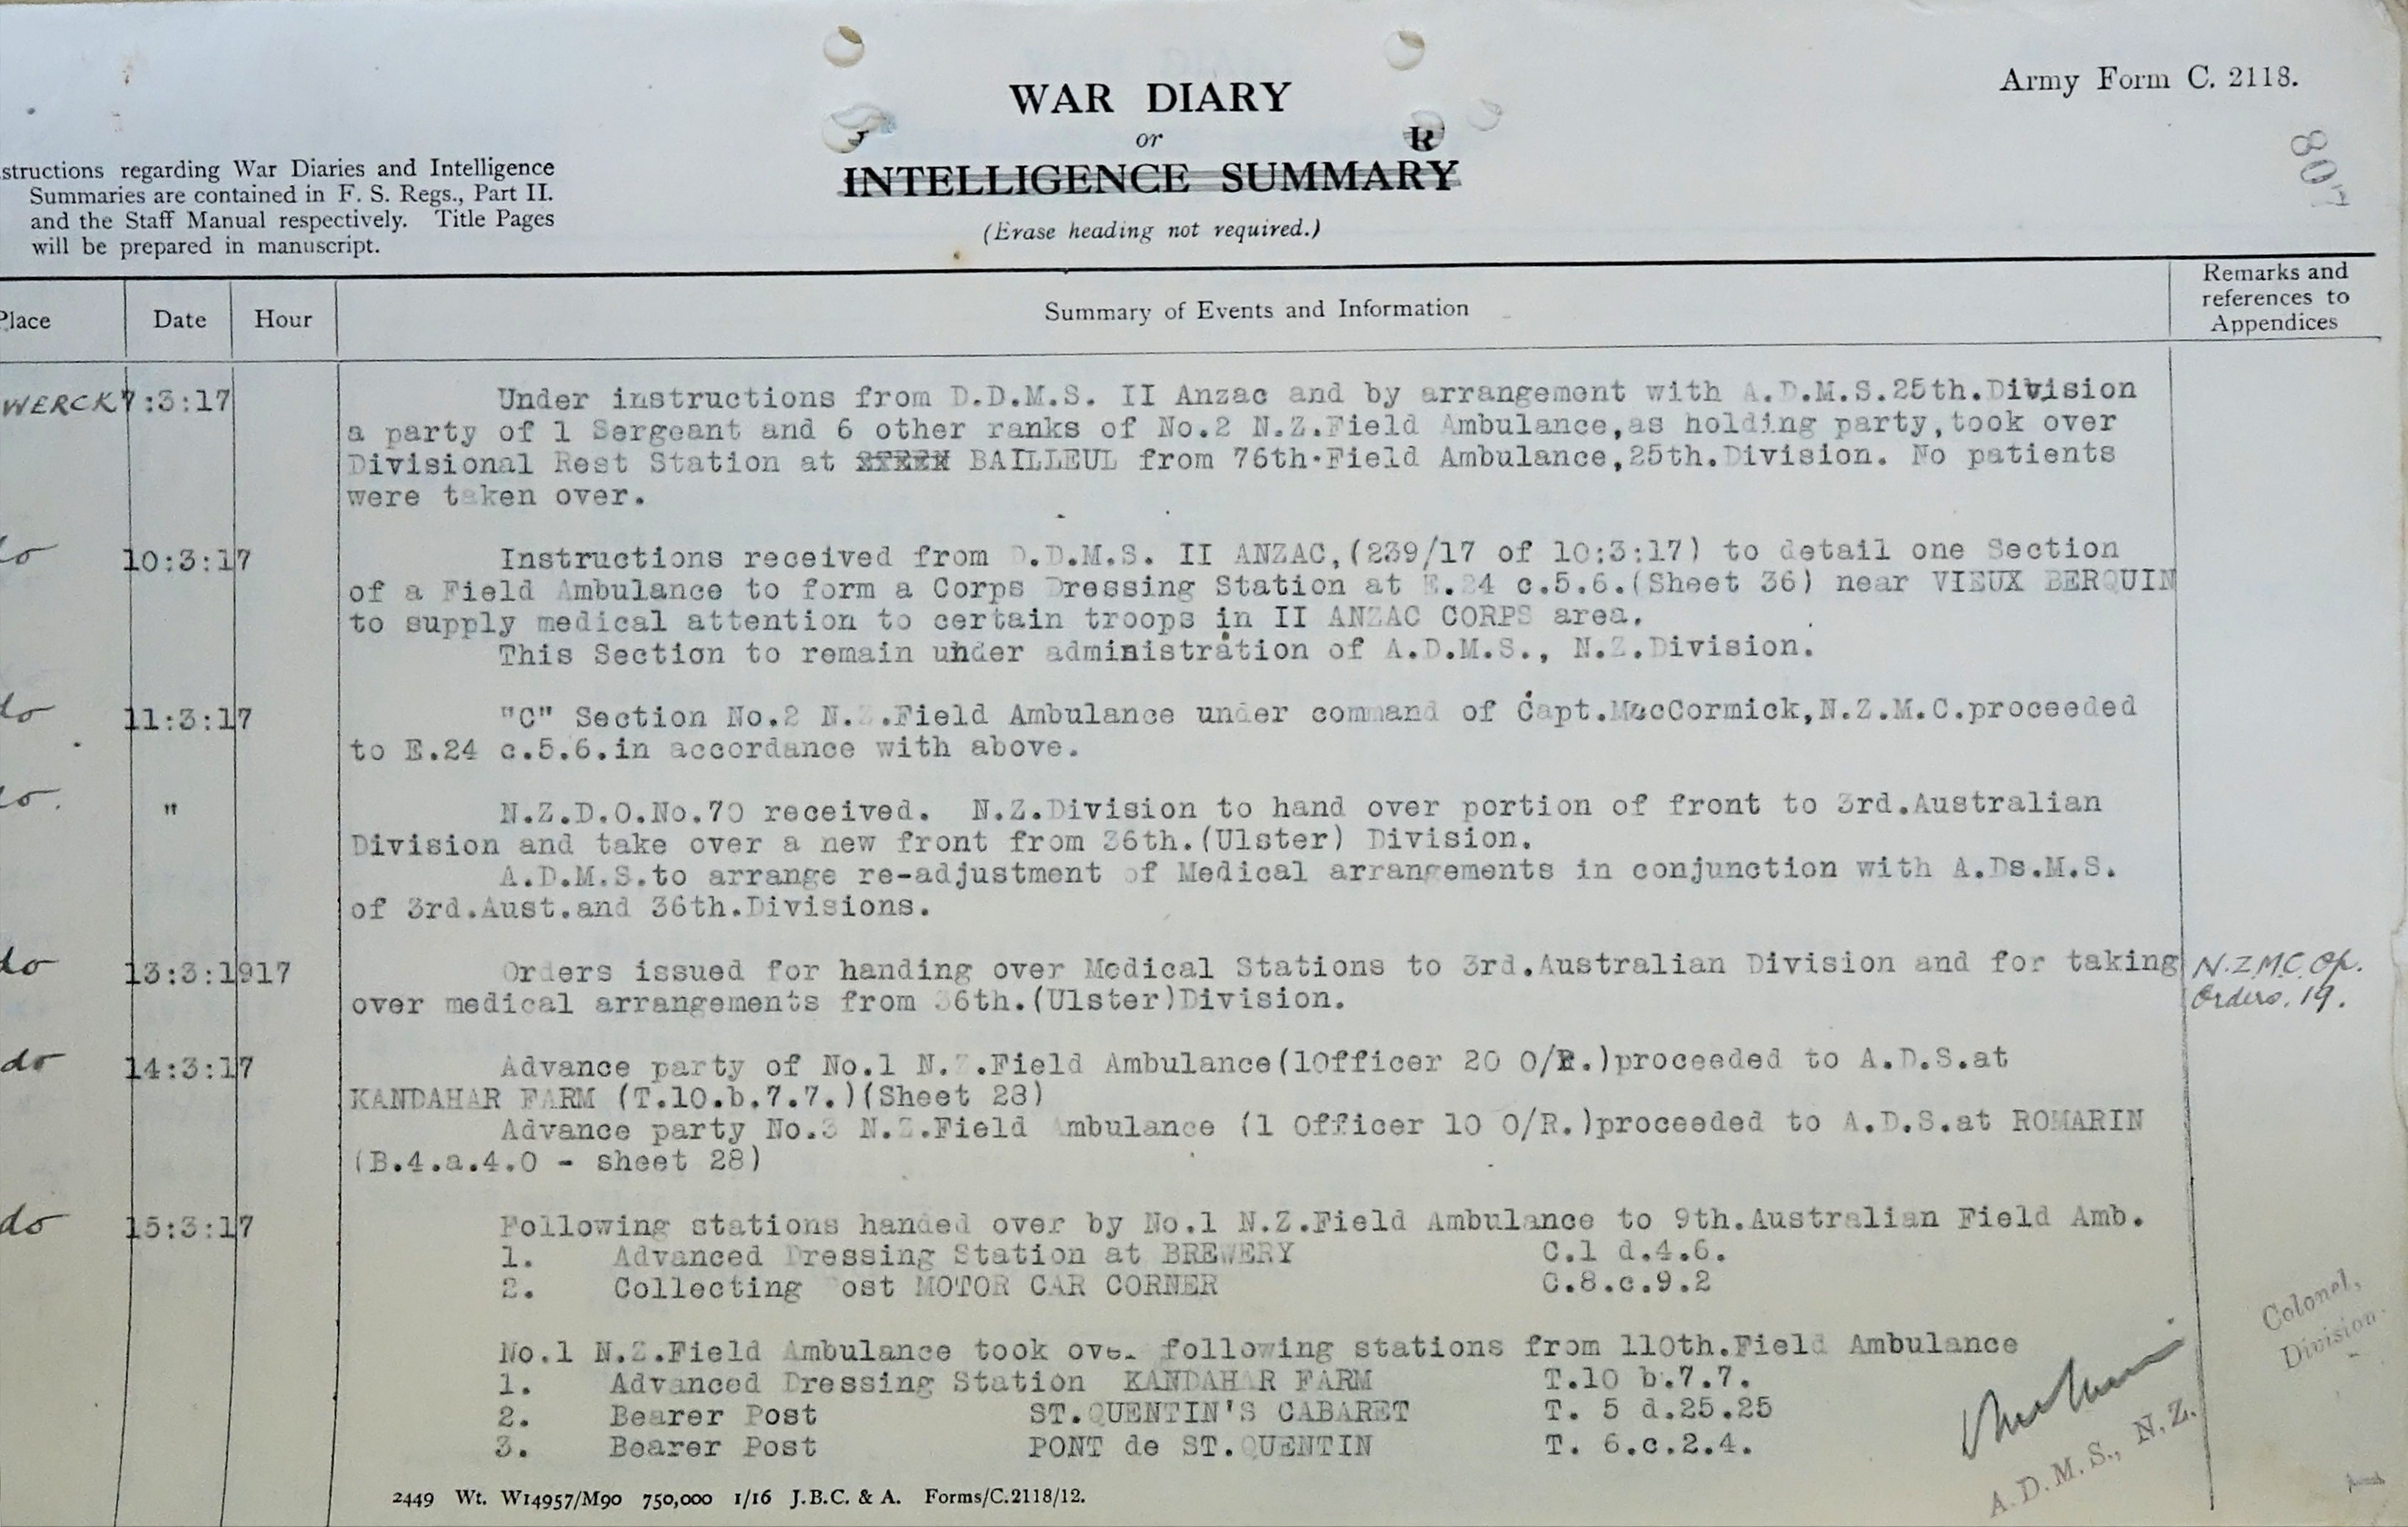 Army Form C. 2118.
WAR DIARY
or
INTELLIGENCE SUMMARY
(Erase heading not required.)
807
structions regarding War Diaries and Intelligence
Summaries are contained in F. S. Regs., Part II.
and the Staff Manual respectively. Title Pages
will be prepared in manuscript.
Place Date Hour Summary of Events and Information Remarks and
references to
Appendices
WERCK 7:3:17 Under instructions from D.D.M.S. II Anzac and by arrangement with A.D.M.S.25th.Division
a party of 1 Sergeant and 6 other ranks of No.2 N.Z.Field Ambulance,as holding party,took over
Divisional Rest Station at BAILLEUL from 76th.Field Ambulance,25th.Division. No patients
were taken over.
do 10:3:17 Instructions received from D.D.M.S. II ANZAC,(239/17 of 10:3:17) to detail one Section
of a Field Ambulance to form a Corps Dressing Station at E.24 c.5.6.(Sheet 36) near VIEUX BERQUIN
to supply medical attention to certain troops in II ANZAC CORPS area.
This Section to remain under administration of A.D.M.S., N.Z.Division.
do 11:3:17 "C" Section No.2 N.Z.Field Ambulance under command of Capt.MacCormick,N.Z.M.C.proceeded
to E.24 c.5.6.in accordance with above.
do. " N.Z.D.O.No.70 received. N.Z.Division to hand over portion of front to 3rd.Australian
Division and take over a new front from 36th.(Ulster) Division.
A.D.M.S.to arrange re-adjustment of Medical arrangements in conjunction with A.Ds.M.S.
of 3rd.Aust.and 36th.Divisions.
do 13:3:1917 Orders issued for handing over Medical Stations to 3rd.Australian Division and for taking N.Z.M.C. Op.
over medical arrangements from 36th.(Ulster)Division. Orders. 19.
do 14:3:17 Advance party of No.1 N.Z.Field Ambulance(1Officer 20 O/R.)proceeded to A.D.S.at
KANDAHAR FARM (T.10.b.7.7.)(Sheet 28)
Advance party No.3 N.Z.Field Ambulance (1 Officer 10 O/R.)proceeded to A.D.S.at ROMARIN
(B.4.a.4.0 - sheet 28)
do 15:3:17 Following stations handed over by No.1 N.Z.Field Ambulance to 9th.Australian Field Amb.
1. Advanced Dressing Station at BREWERY C.1 d.4.6.
2. Collecting Post MOTOR CAR CORNER C.8.c.9.2
No.1 N.Z.Field Ambulance took over following stations from 110th.Field Ambulance
1. Advanced Dressing Station KANDAHAR FARM T.10 b.7.7.
2. Bearer Post ST.QUENTIN'S CABARET T. 5 d.25.25
3. Bearer Post PONT de ST.QUENTIN T. 6.c.2.4.
Colonel,
A.D.M.S., N.Z. Division.
2449 Wt. W14957/M90 750,000 1/16 J.B.C. & A. Forms/C.2118/12.